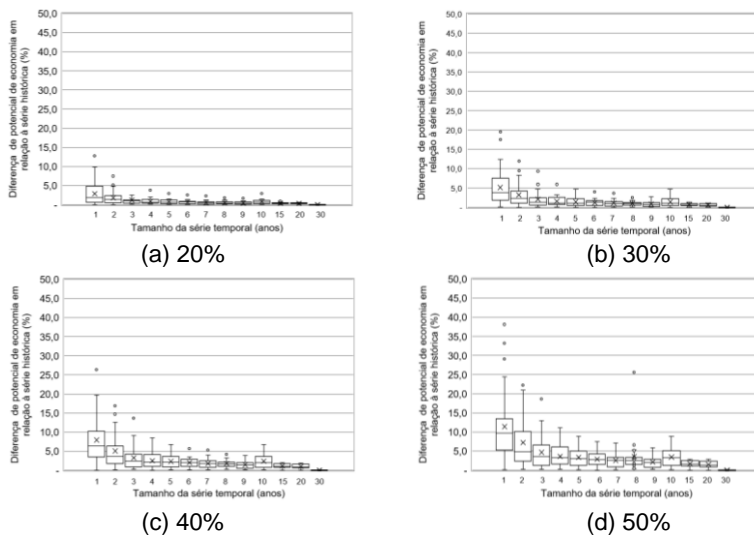 Diferença de potencial de economia em
relação à série histórica (%)
50,0
45,0
40,0
35,0
30,0
25,0
20,0
15,0
10,0
5,0
-
1 2 3 4 5 6 7 8 9 10 15 20 30
Tamanho da série temporal (anos)
(a) 20%
Diferença de potencial de economia em
relação à série histórica (%)
50,0
45,0
40,0
35,0
30,0
25,0
20,0
15,0
10,0
5,0
-
1 2 3 4 5 6 7 8 9 10 15 20 30
Tamanho da série temporal (anos)
(b) 30%
Diferença de potencial de economia em
relação à série histórica (%)
50,0
45,0
40,0
35,0
30,0
25,0
20,0
15,0
10,0
5,0
-
1 2 3 4 5 6 7 8 9 10 15 20 30
Tamanho da série temporal (anos)
(c) 40%
Diferença de potencial de economia em
relação à série histórica (%)
50,0
45,0
40,0
35,0
30,0
25,0
20,0
15,0
10,0
5,0
-
1 2 3 4 5 6 7 8 9 10 15 20 30
Tamanho da série temporal (anos)
(d) 50%